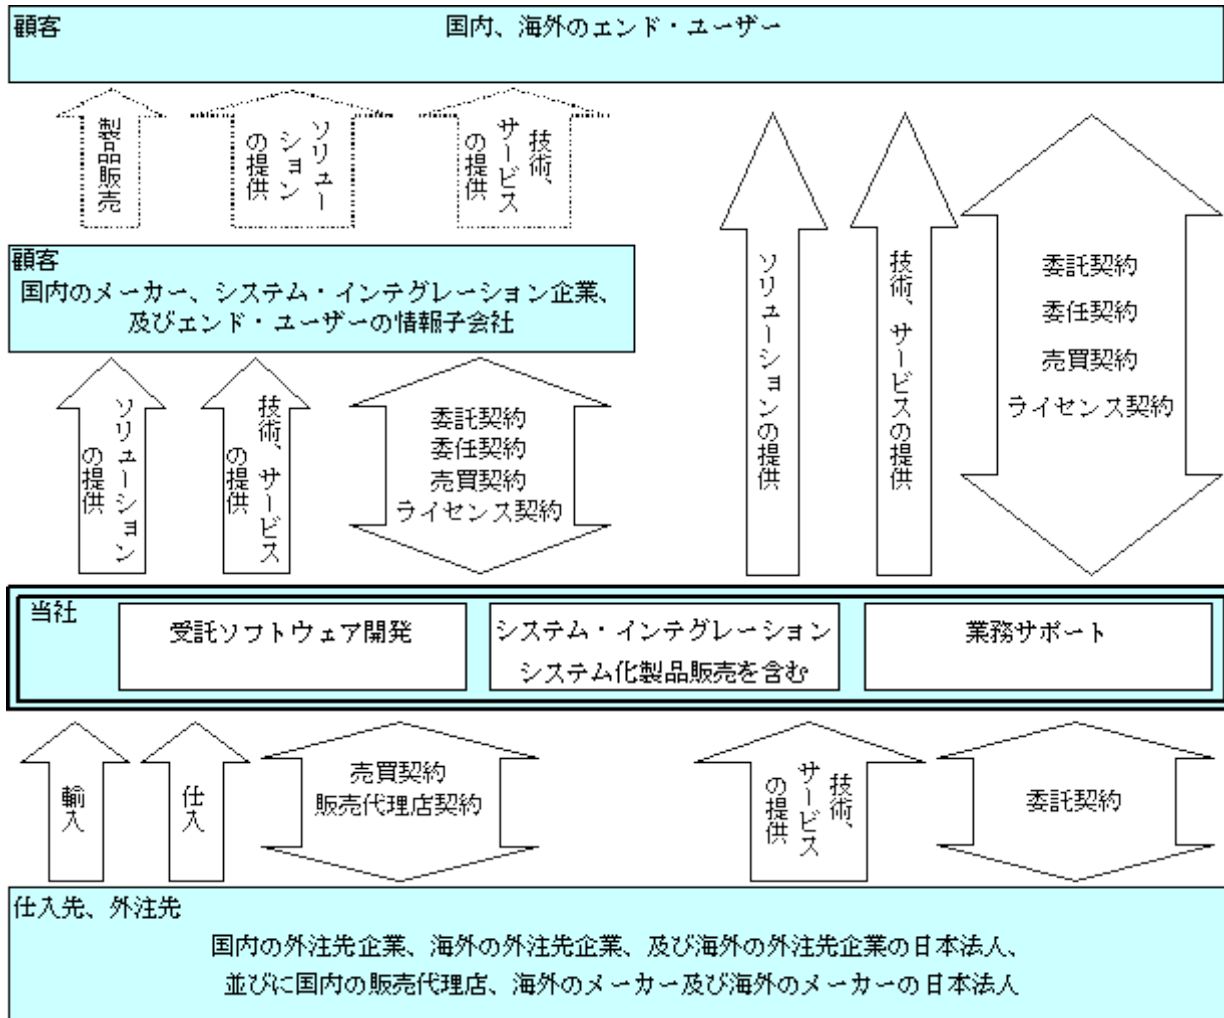 顧客
国内、海外のエンド・ユーザー
製品販売
ソリュー
ション
の提供
技術、
サービス
の提供
顧客
国内のメーカー、システム・インテグレーション企業、
及びエンド・ユーザーの情報子会社
ソリューションの提供
技術、サービスの提供
委託契約
委任契約
売買契約
ライセンス契約
ソリューション
の提供
技術、サービス
の提供
委託契約
委任契約
売買契約
ライセンス契約
当社
受託ソフトウェア開発
システム・インテグレーション
システム化製品販売を含む
業務サポート
輸入
仕入
売買契約
販売代理店契約
技術、
サービス
の提供
委託契約
仕入先、外注先
国内の外注先企業、海外の外注先企業、及び海外の外注先企業の日本法人、
並びに国内の販売代理店、海外のメーカー及び海外のメーカーの日本法人